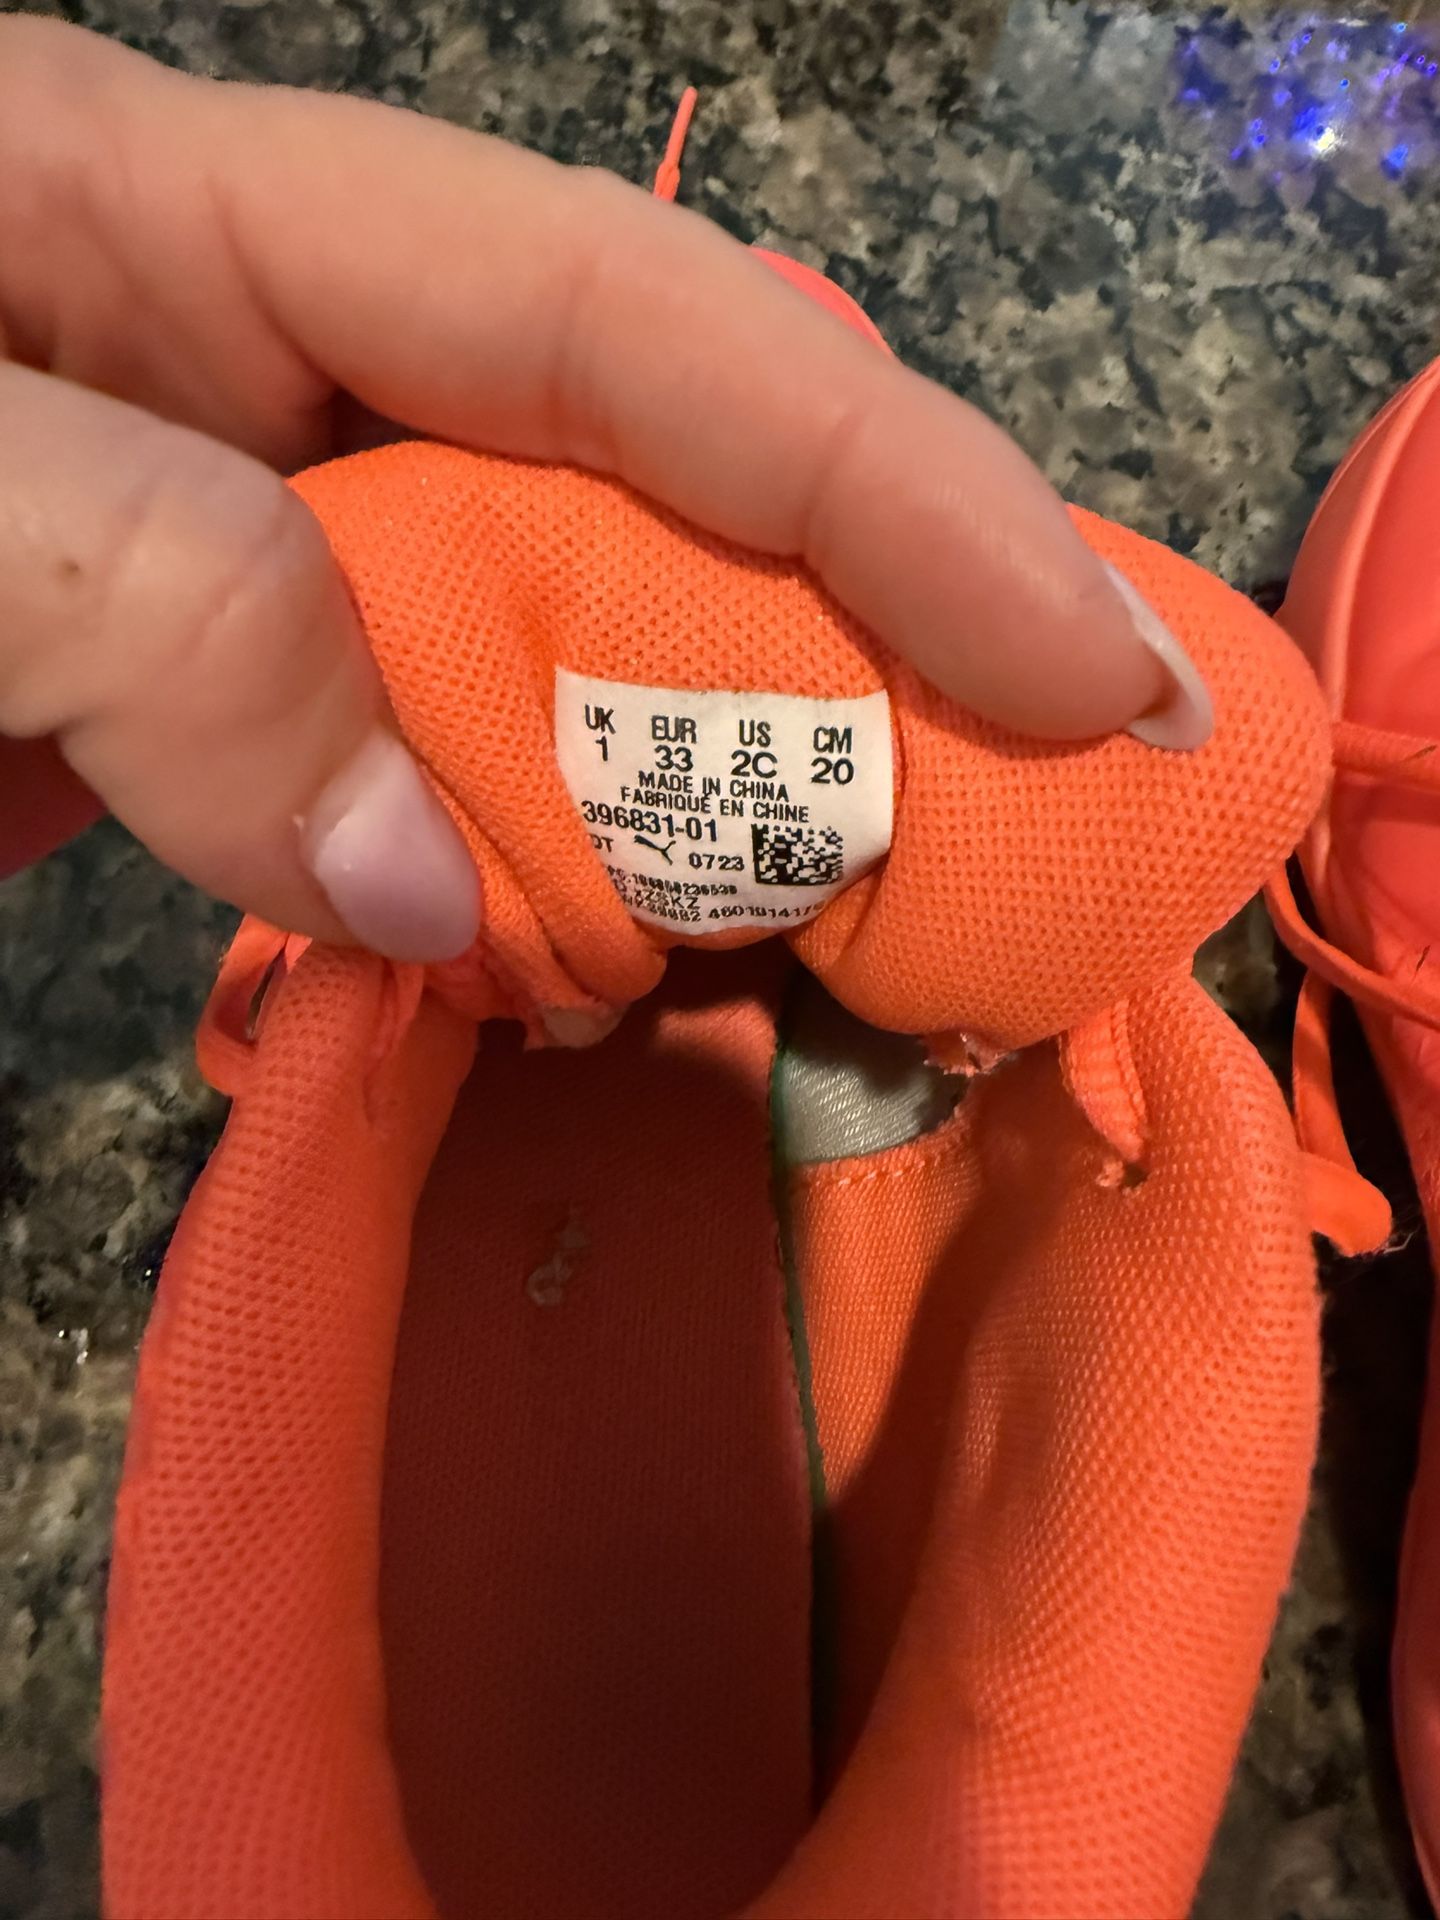 UK EUR US CM
1 33 2C 20
MADE IN CHINA
FABRIQUÉ EN CHINE
396831-01
0723